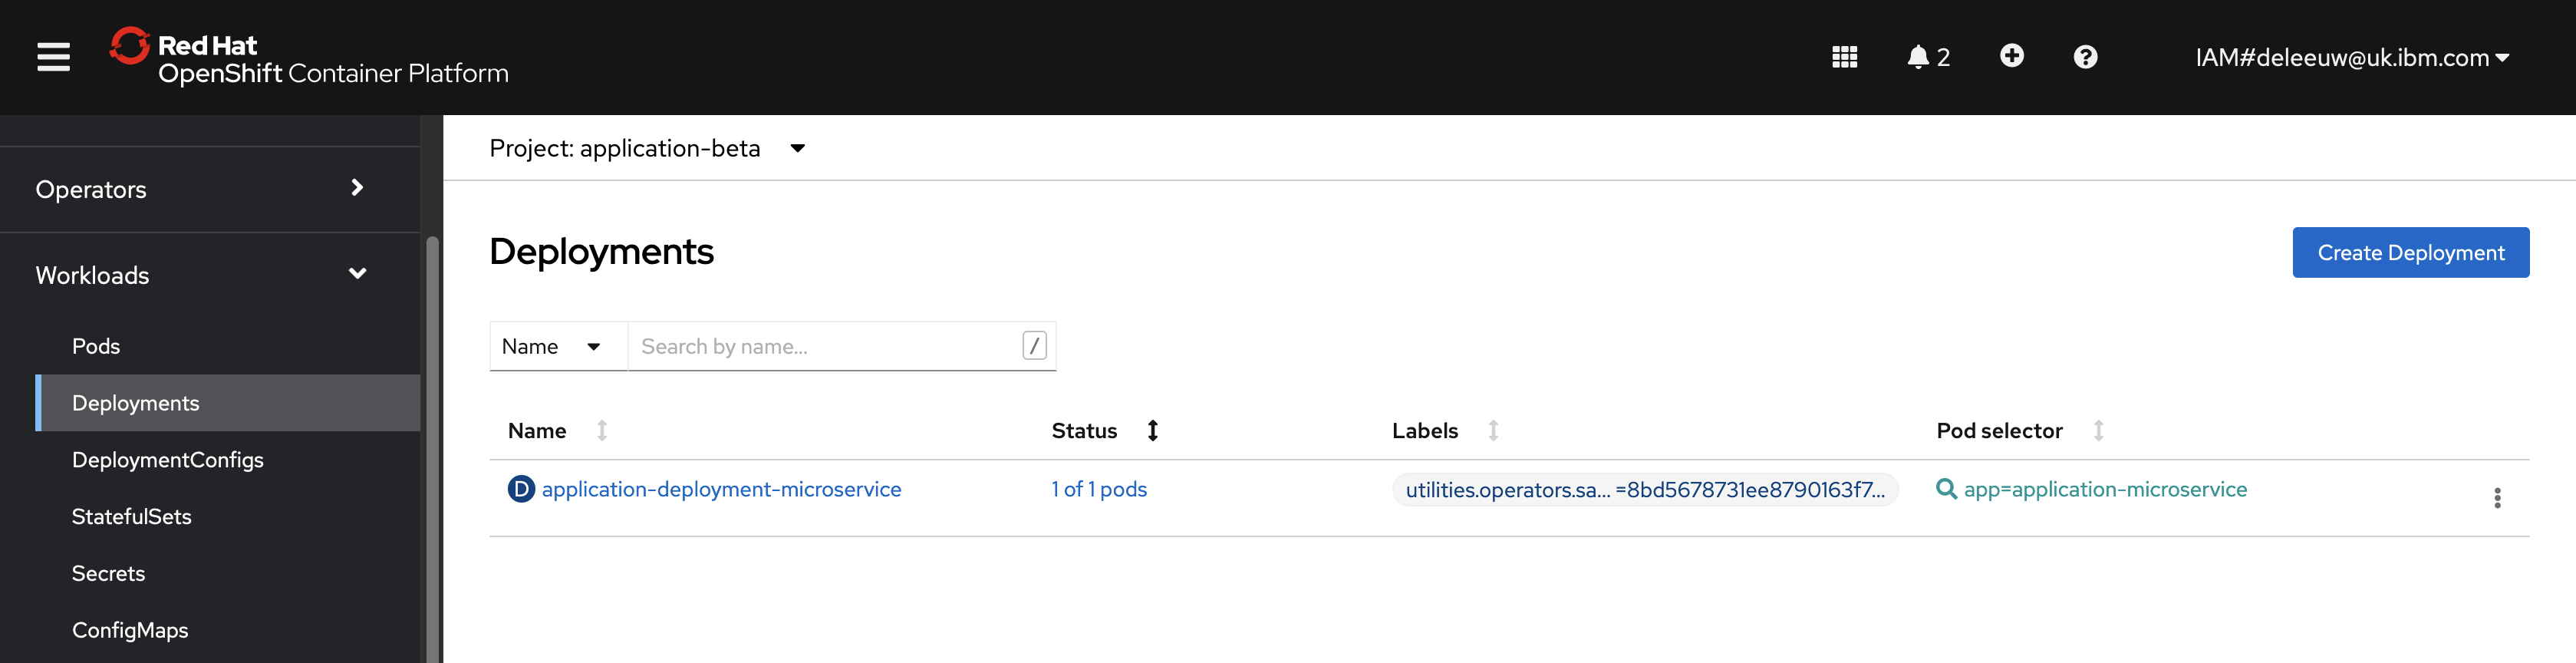 Red Hat
OpenShift Container Platform
2
IAM#deleeuw@uk.ibm.com
Operators
Workloads
Pods
Deployments
DeploymentConfigs
StatefulSets
Secrets
ConfigMaps
Project: application-beta
Deployments
Create Deployment
Name
Search by name...
/
Name
Status
Labels
Pod selector
D application-deployment-microservice
1 of 1 pods
utilities.operators.sa... =8bd5678731ee8790163f7...
app=application-microservice